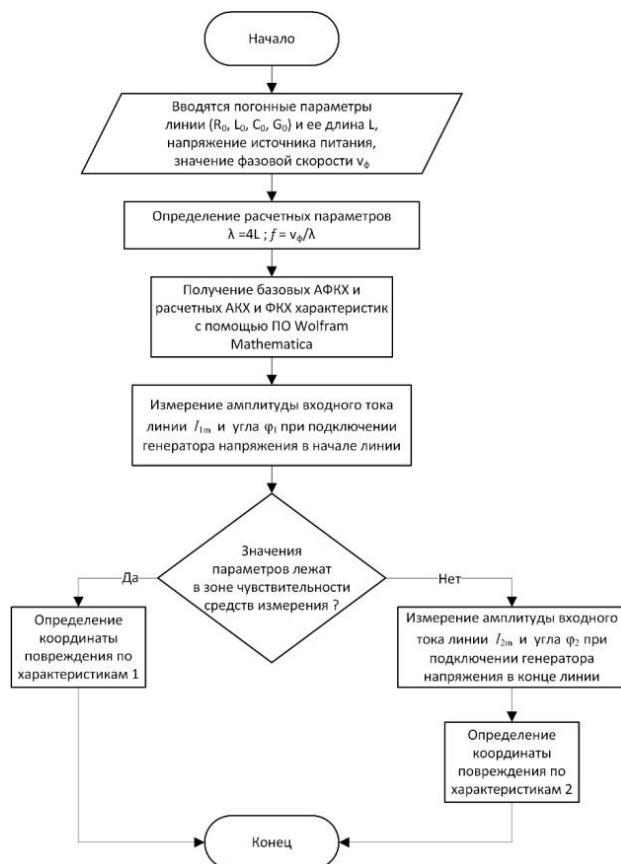 Начало
Вводятся погонные параметры
линии (R₀, L₀, C₀, G₀) и ее длина L,
напряжение источника питания,
значение фазовой скорости vф
Определение расчетных параметров
λ =4L ; f = vф/λ
Получение базовых АФКХ и
расчетных АКХ и ФКХ характеристик
с помощью ПО Wolfram
Mathematica
Измерение амплитуды входного тока
линии I₁ₘ и угла φ₁ при подключении
генератора напряжения в начале линии
Значения
параметров лежат
в зоне чувствительности
средств измерения ?
Да
Нет
Определение
координаты
повреждения по
характеристикам 1
Измерение амплитуды входного
тока линии I₂ₘ и угла φ₂ при
подключении генератора
напряжения в конце линии
Определение
координаты
повреждения по
характеристикам 2
Конец